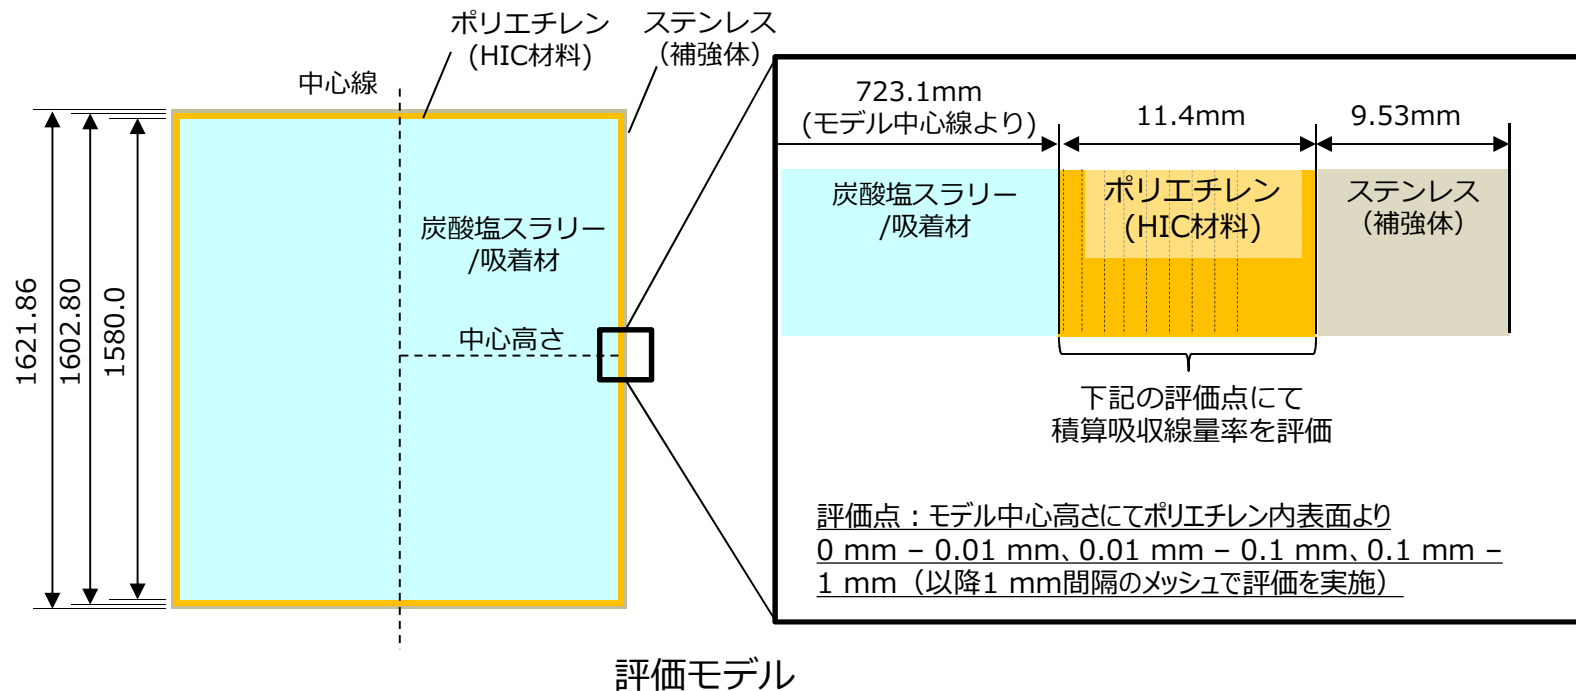 ポリエチレン
(HIC材料)
ステンレス
（補強体）
中心線
炭酸塩スラリー
/吸着材
中心高さ
1621.86
1602.80
1580.0
723.1mm
(モデル中心線より)
11.4mm
9.53mm
炭酸塩スラリー
/吸着材
ポリエチレン
(HIC材料)
ステンレス
（補強体）
下記の評価点にて
積算吸収線量率を評価
評価点：モデル中心高さにてポリエチレン内表面より
0 mm – 0.01 mm、0.01 mm – 0.1 mm、0.1 mm –
1 mm（以降1 mm間隔のメッシュで評価を実施）
評価モデル